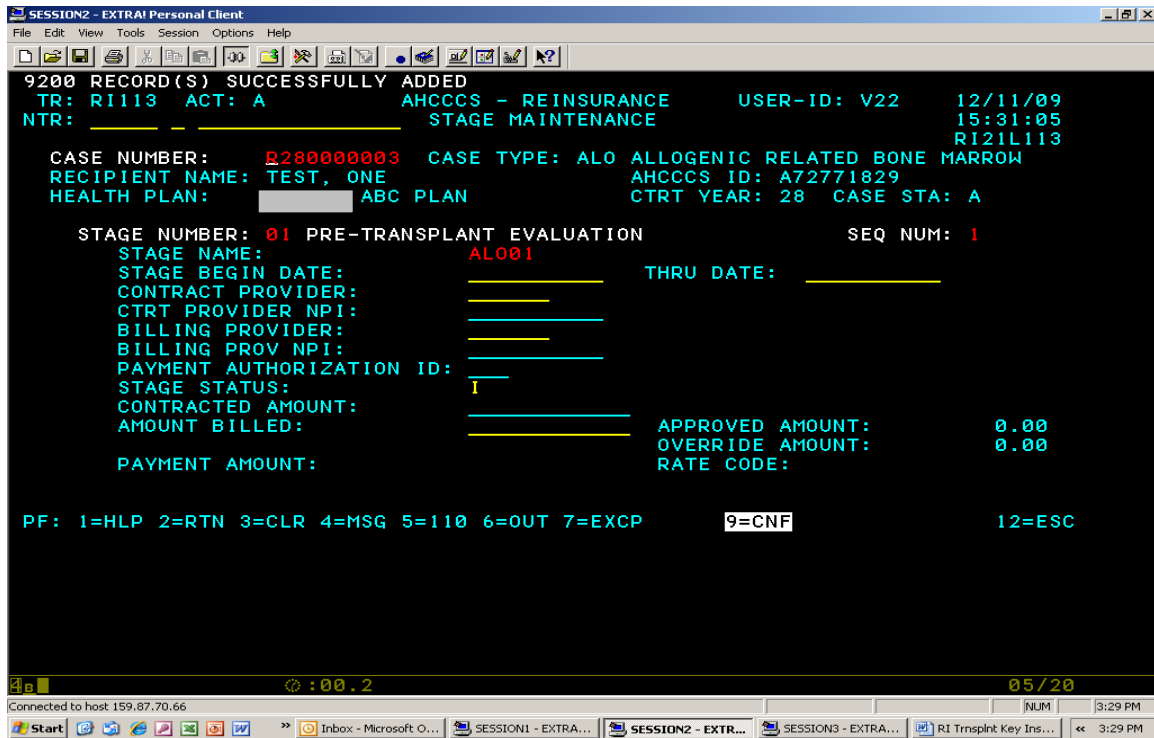 SESSION2 - EXTRA! Personal Client
File Edit View Tools Session Options Help
9200 RECORD(S) SUCCESSFULLY ADDED
TR: RI113 ACT: A AHCCCS - REINSURANCE USER-ID: V22 12/11/09
NTR: STAGE MAINTENANCE 15:31:05
RI21L113
CASE NUMBER: R280000003 CASE TYPE: ALO ALLOGENIC RELATED BONE MARROW
RECIPIENT NAME: TEST, ONE AHCCCS ID: A72771829
HEALTH PLAN: ABC PLAN CTRT YEAR: 28 CASE STA: A
STAGE NUMBER: 01 PRE-TRANSPLANT EVALUATION SEQ NUM: 1
STAGE NAME: ALO01
STAGE BEGIN DATE: THRU DATE:
CONTRACT PROVIDER:
CTRT PROVIDER NPI:
BILLING PROVIDER:
BILLING PROV NPI:
PAYMENT AUTHORIZATION ID:
STAGE STATUS: I
CONTRACTED AMOUNT:
AMOUNT BILLED: APPROVED AMOUNT: 0.00
OVERRIDE AMOUNT: 0.00
PAYMENT AMOUNT: RATE CODE:
PF: 1=HLP 2=RTN 3=CLR 4=MSG 5=110 6=OUT 7=EXCP 9=CNF 12=ESC
4B :00.2 05/20
Connected to host 159.87.70.66 NUM 3:29 PM
Start » Inbox - Microsoft O... SESSION1 - EXTRA... SESSION2 - EXTR... SESSION3 - EXTRA... RI Trnsplnt Key Ins... « 3:29 PM